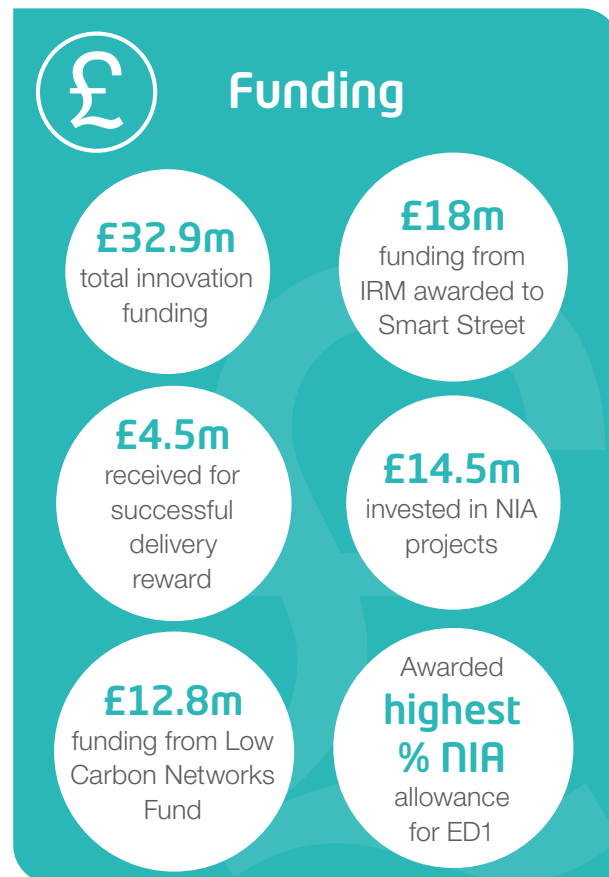 £
Funding
£32.9m
total innovation
funding
£18m
funding from
IRM awarded to
Smart Street
£4.5m
received for
successful
delivery
reward
£14.5m
invested in NIA
projects
£12.8m
funding from Low
Carbon Networks
Fund
Awarded
highest
% NIA
allowance
for ED1